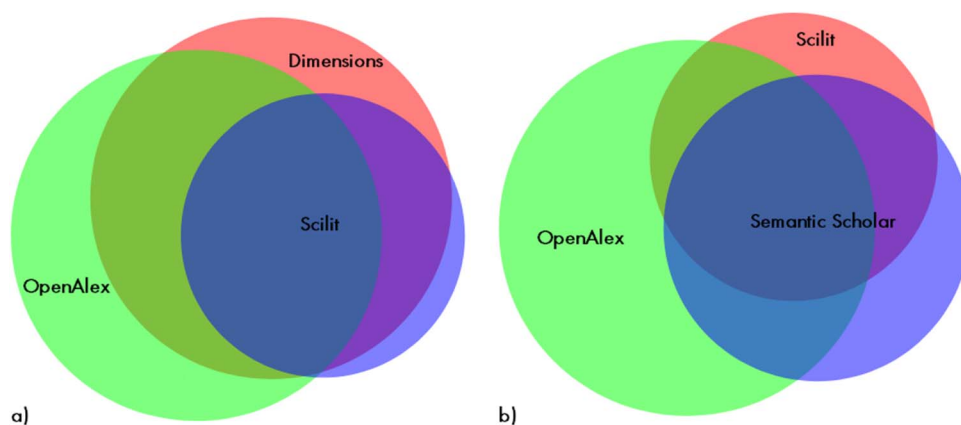 Dimensions
Scilit
OpenAlex
a)
Scilit
Semantic Scholar
OpenAlex
b)